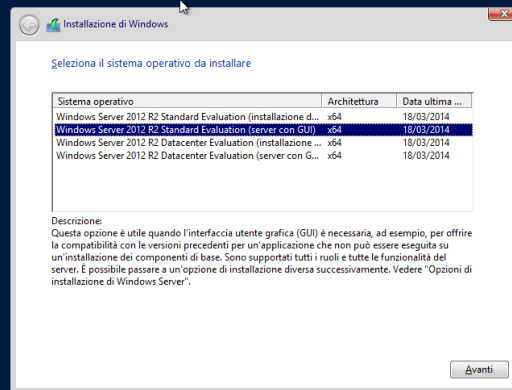 Installazione di Windows
Seleziona il sistema operativo da installare
Sistema operativo Architettura Data ultima ...
Windows Server 2012 R2 Standard Evaluation (installazione d... x64 18/03/2014
Windows Server 2012 R2 Standard Evaluation (server con GUI) x64 18/03/2014
Windows Server 2012 R2 Datacenter Evaluation (installazione ... x64 18/03/2014
Windows Server 2012 R2 Datacenter Evaluation (server con G... x64 18/03/2014
Descrizione:
Questa opzione è utile quando l'interfaccia utente grafica (GUI) è necessaria, ad esempio, per offrire
la compatibilità con le versioni precedenti per un'applicazione che non può essere eseguita su
un'installazione dei componenti di base. Sono supportati tutti i ruoli e tutte le funzionalità del
server. È possibile passare a un'opzione di installazione diversa successivamente. Vedere "Opzioni di
installazione di Windows Server".
Avanti